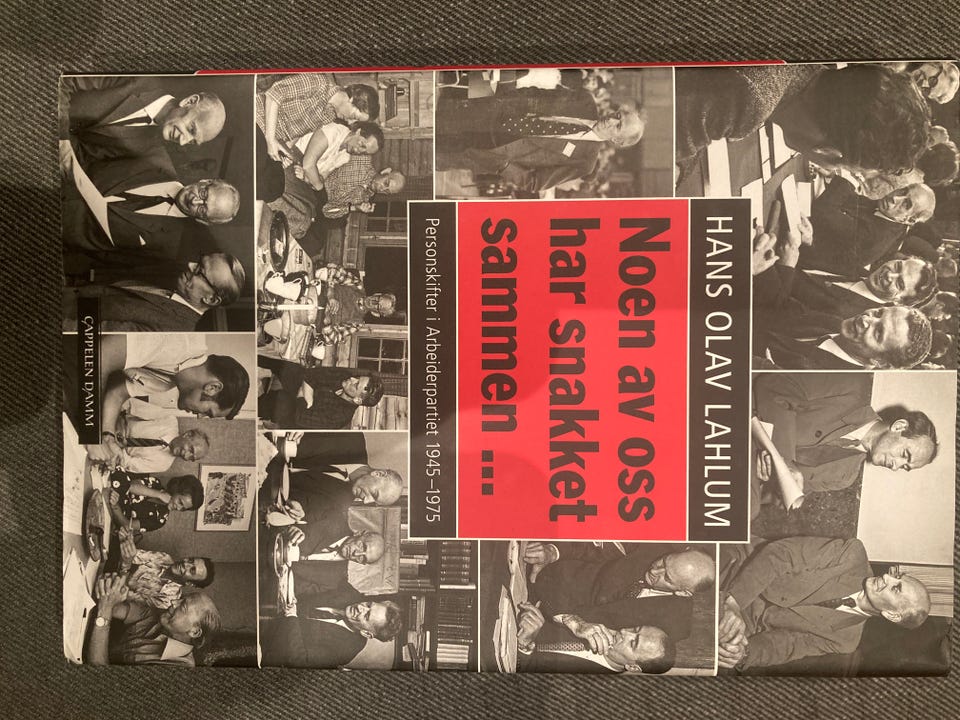 HANS OLAV LAHLUM
Noen av oss
har snakket
sammen ...
Personskifter i Arbeiderpartiet 1945–1975
CAPPELEN DAMM